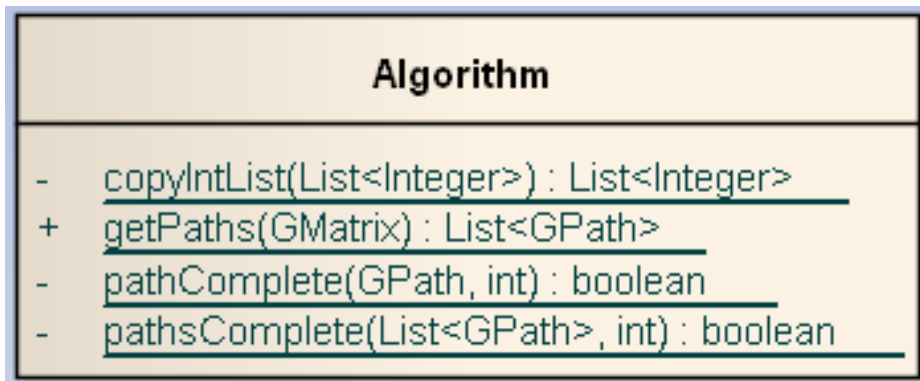 Algorithm
- copyIntList(List<Integer>) : List<Integer>
+ getPaths(GMatrix) : List<GPath>
- pathComplete(GPath, int) : boolean
- pathsComplete(List<GPath>, int) : boolean